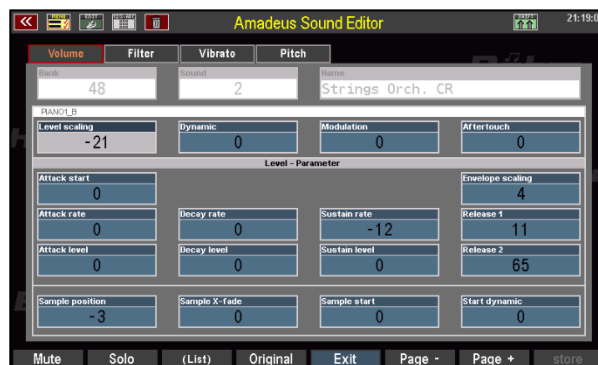 Amadeus Sound Editor
21:19:0
Volume Filter Vibrato Pitch
Bank Sound Name
48 2 Strings Orch. CR
PIANO1_B
Level scaling Dynamic Modulation Aftertouch
-21 0 0 0
Level - Parameter
Attack start Envelope scaling
0 4
Attack rate Decay rate Sustain rate Release 1
0 0 -12 11
Attack level Decay level Sustain level Release 2
0 0 0 65
Sample position Sample X-fade Sample start Start dynamic
-3 0 0 0
Mute Solo (List) Original Exit Page - Page + store